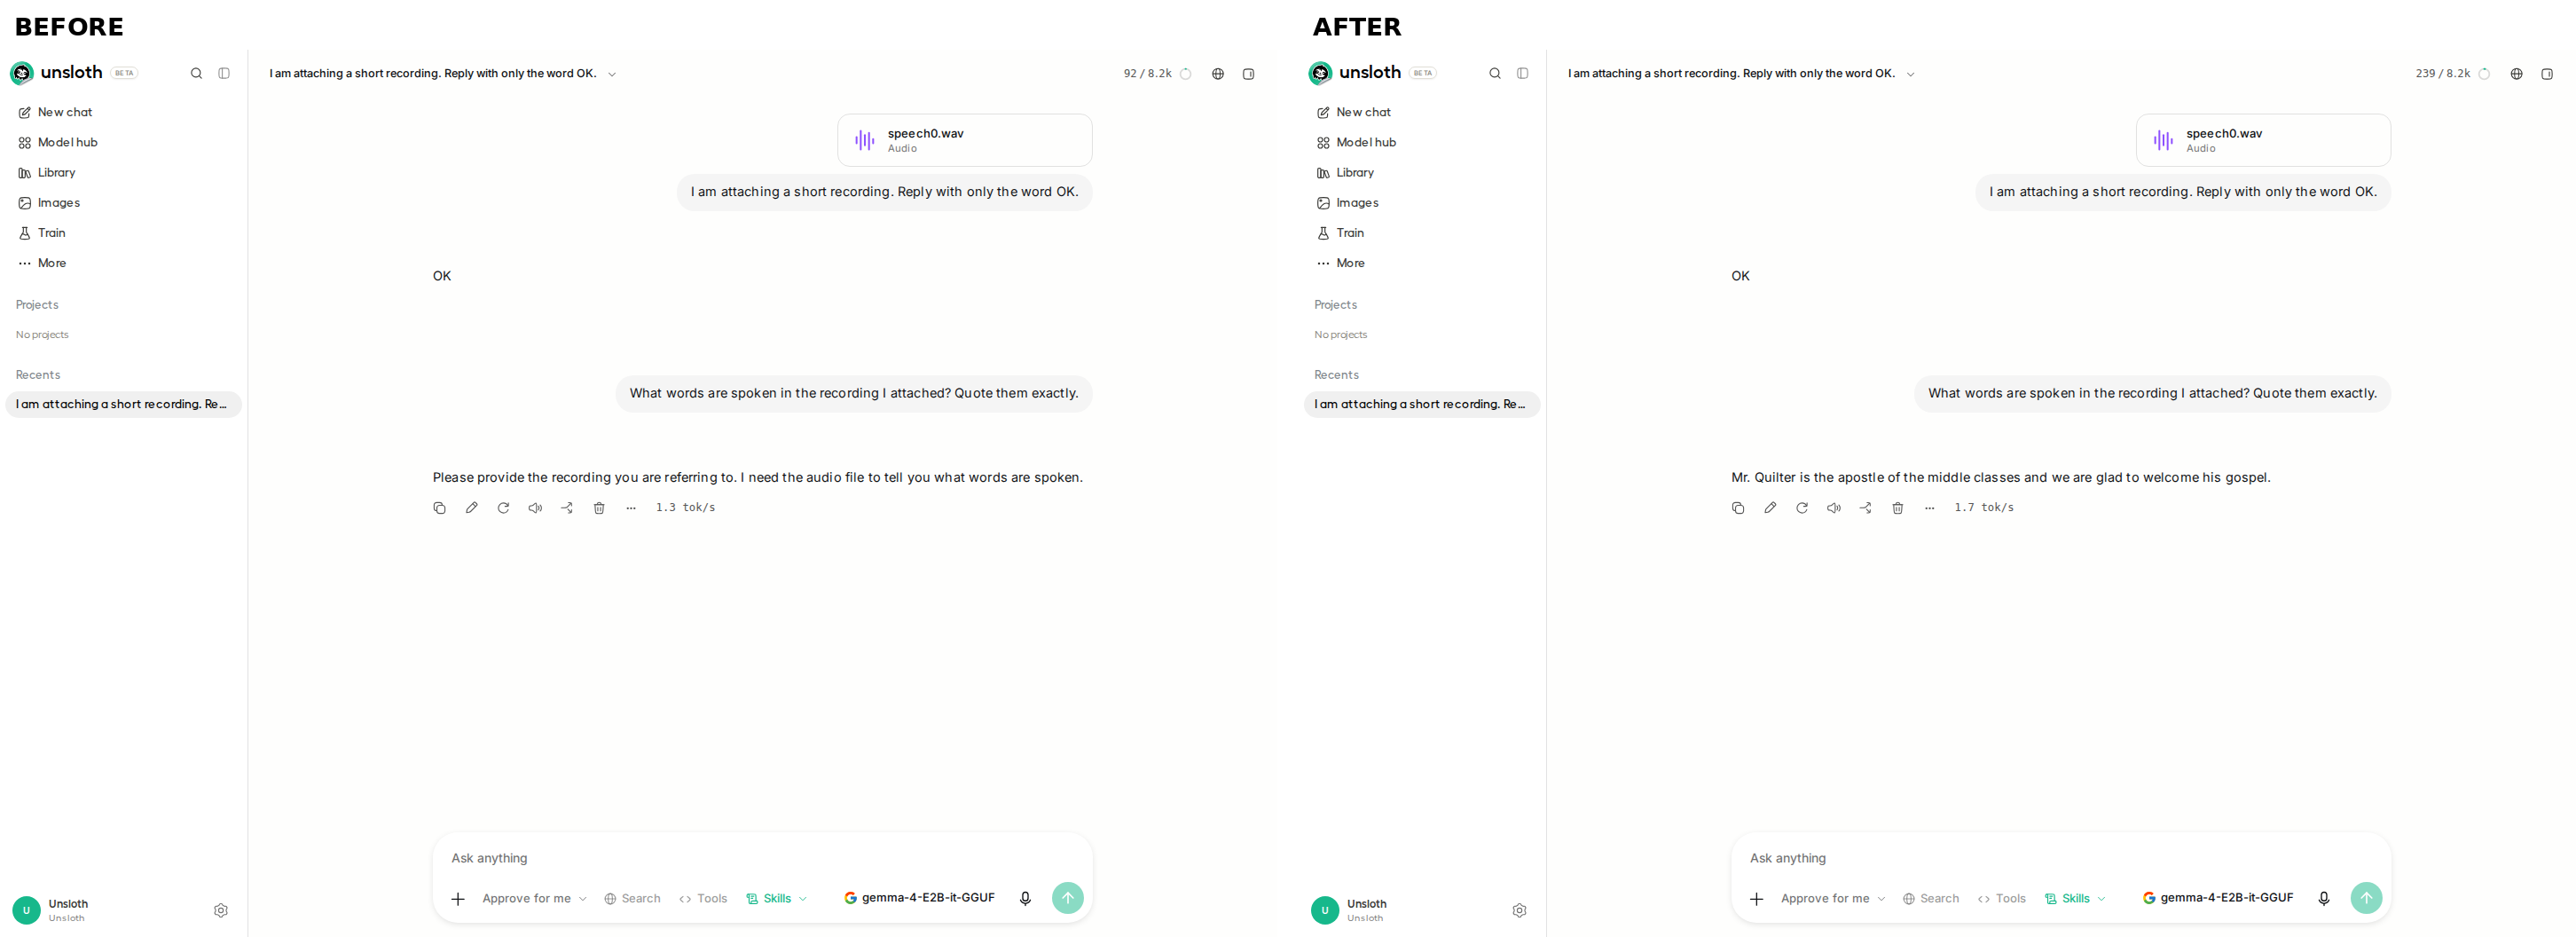 BEFORE
unsloth BETA
New chat
Model hub
Library
Images
Train
More
Projects
No projects
Recents
I am attaching a short recording. Re...
Unsloth
Unsloth
I am attaching a short recording. Reply with only the word OK.
92 / 8.2k
speech0.wav
Audio
I am attaching a short recording. Reply with only the word OK.
OK
What words are spoken in the recording I attached? Quote them exactly.
Please provide the recording you are referring to. I need the audio file to tell you what words are spoken.
1.3 tok/s
Ask anything
Approve for me Search Tools Skills gemma-4-E2B-it-GGUF
U
AFTER
unsloth BETA
New chat
Model hub
Library
Images
Train
More
Projects
No projects
Recents
I am attaching a short recording. Re...
U
Unsloth
Unsloth
I am attaching a short recording. Reply with only the word OK.
239 / 8.2k
speech0.wav
Audio
I am attaching a short recording. Reply with only the word OK.
OK
What words are spoken in the recording I attached? Quote them exactly.
Mr. Quilter is the apostle of the middle classes and we are glad to welcome his gospel.
1.7 tok/s
Ask anything
Approve for me Search Tools Skills gemma-4-E2B-it-GGUF